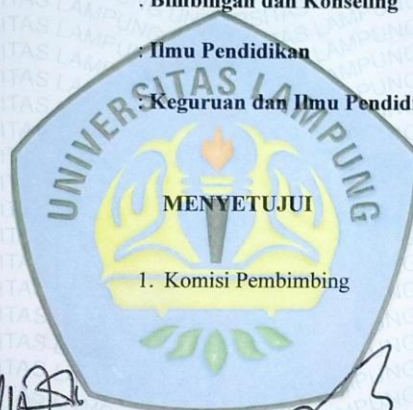 : Bimbingan dan Konseling
: Ilmu Pendidikan
: Keguruan dan Ilmu Pendidi
UNIVERSITAS LAMPUNG
MENYETUJUI
1. Komisi Pembimbing